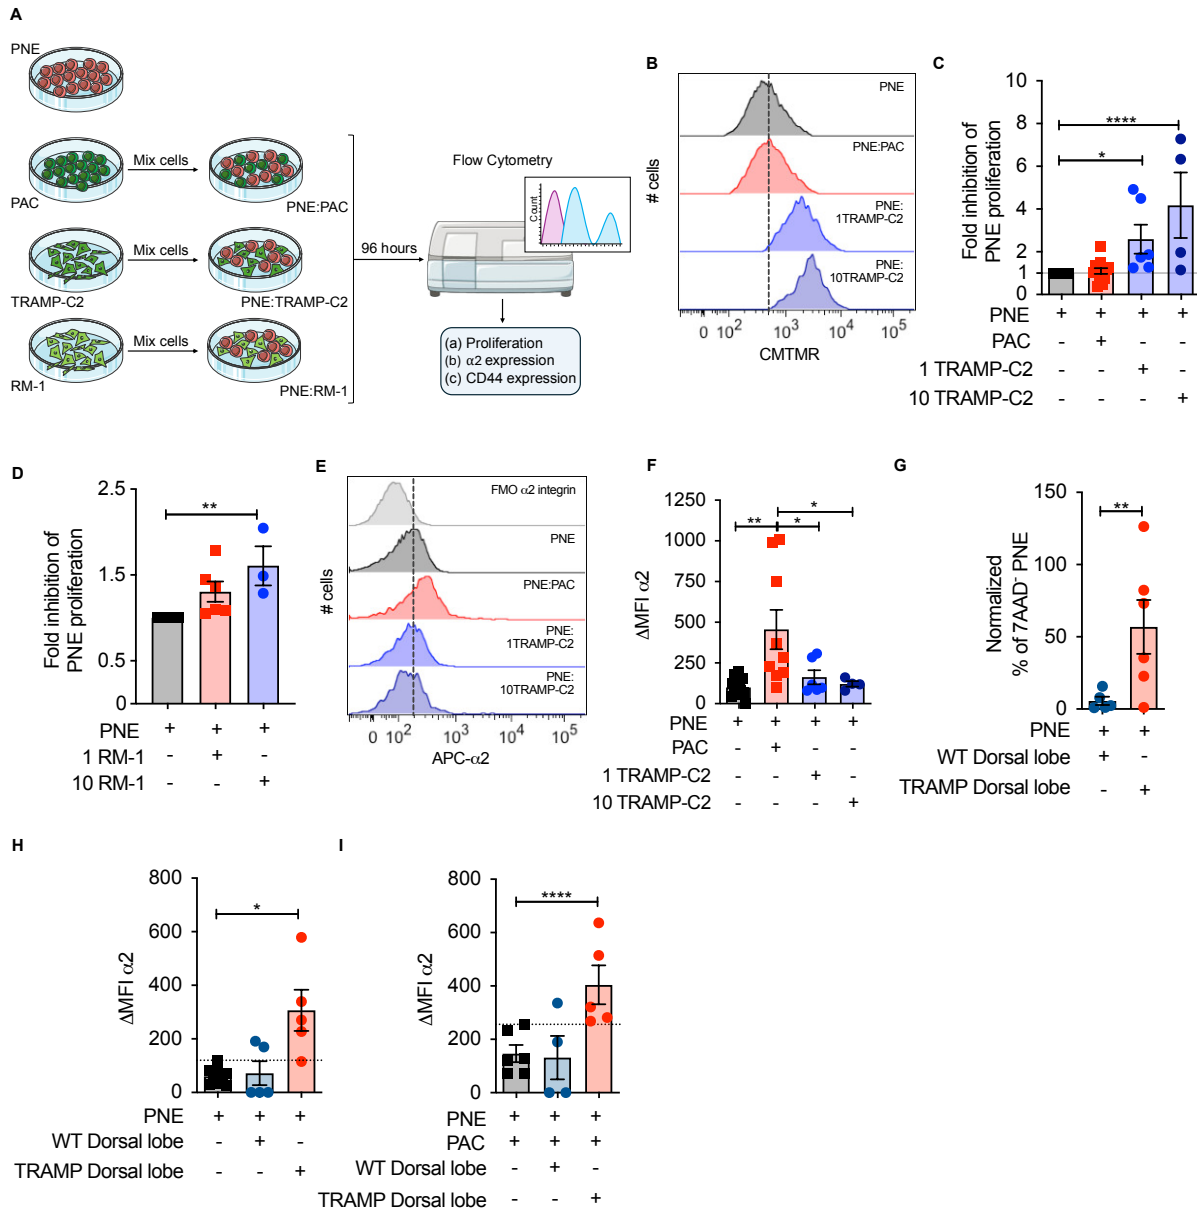 A
PNE
PAC
Mix cells
PNE:PAC
TRAMP-C2
Mix cells
PNE:TRAMP-C2
RM-1
Mix cells
PNE:RM-1
96 hours
Flow Cytometry
Count
(a) Proliferation
(b) α2 expression
(c) CD44 expression
B
# cells
PNE
PNE:PAC
PNE:
1TRAMP-C2
PNE:
10TRAMP-C2
0 10² 10³ 10⁴ 10⁵
CMTMR
C
Fold inhibition of
PNE proliferation
10
8
6
4
2
1
0
****
*
PNE + + + +
PAC - + - -
1 TRAMP-C2 - - + -
10 TRAMP-C2 - - - +
D
Fold inhibition of
PNE proliferation
2.5
1.5
0.5
0
**
PNE + + +
1 RM-1 - + -
10 RM-1 - - +
E
# cells
FMO α2 integrin
PNE
PNE:PAC
PNE:
1TRAMP-C2
PNE:
10TRAMP-C2
0 10² 10³ 10⁴ 10⁵
APC-α2
F
ΔMFI α2
1250
1000
750
500
250
0
*
** *
PNE + + + +
PAC - + - -
1 TRAMP-C2 - - + -
10 TRAMP-C2 - - - +
G
Normalized
% of 7AAD⁻ PNE
150
100
50
0
**
PNE + +
WT Dorsal lobe + -
TRAMP Dorsal lobe - +
H
ΔMFI α2
800
600
400
200
0
*
PNE + + +
WT Dorsal lobe - + -
TRAMP Dorsal lobe - - +
I
ΔMFI α2
800
600
400
200
0
****
PNE + + +
PAC + + +
WT Dorsal lobe - + -
TRAMP Dorsal lobe - - +